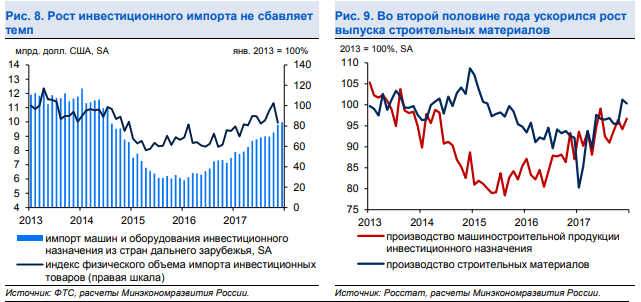 Рис. 8. Рост инвестиционного импорта не сбавляет
темп
млрд. долл. США, SA
янв. 2013 = 100%
14
13
12
11
10
9
8
7
6
5
4
140
120
100
80
60
40
20
0
2013 2014 2015 2016 2017
импорт машин и оборудования инвестиционного
назначения из стран дальнего зарубежья, SA
индекс физического объема импорта инвестиционных
товаров (правая шкала)
Источник: ФТС, расчеты Минэкономразвития России.
Рис. 9. Во второй половине года ускорился рост
выпуска строительных материалов
2013 = 100%, SA
110
105
100
95
90
85
80
75
2013 2014 2015 2016 2017
производство машиностроительной продукции
инвестиционного назначения
производство строительных материалов
Источник: Росстат, расчеты Минэкономразвития России.